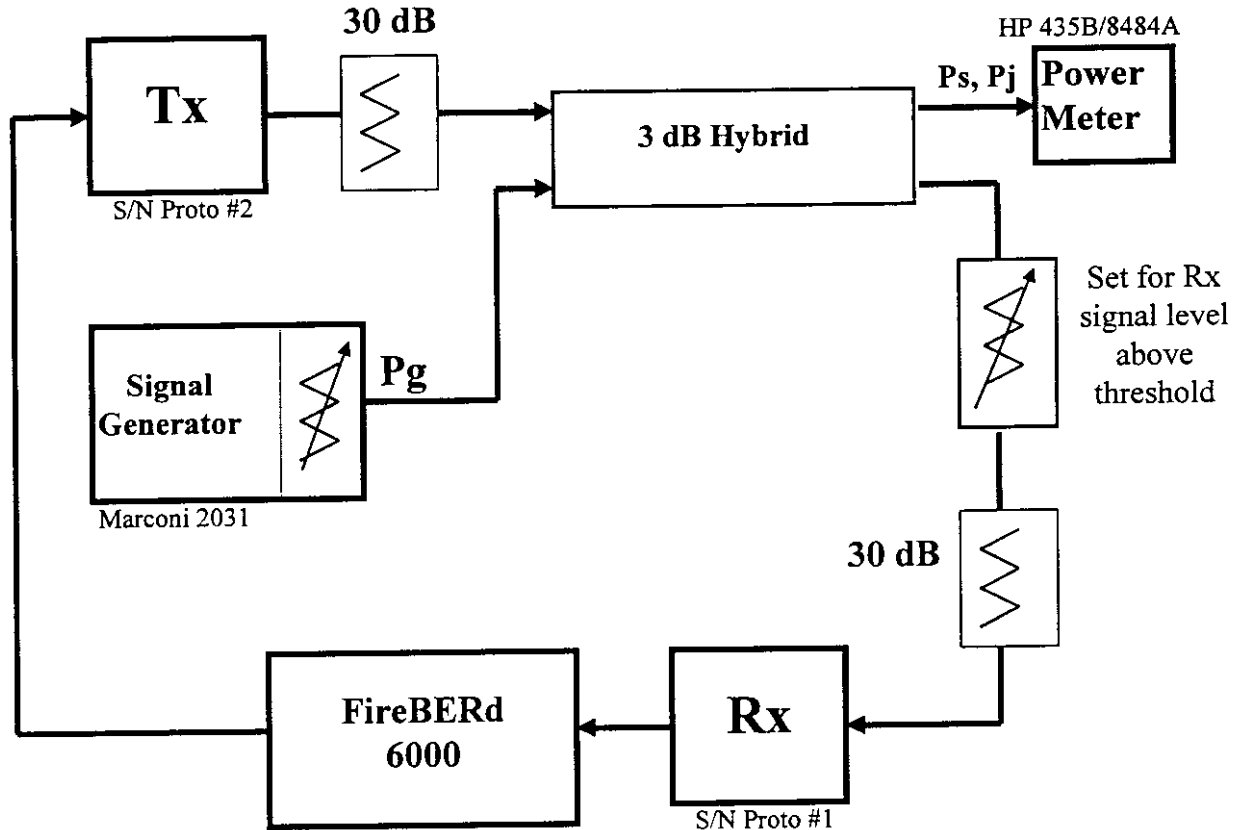 30 dB
HP 435B/8484A
Tx
S/N Proto #2
3 dB Hybrid
Ps, Pj
Power
Meter
Signal
Generator
Marconi 2031
Pg
Set for Rx
signal level
above
threshold
30 dB
FireBERd
6000
Rx
S/N Proto #1